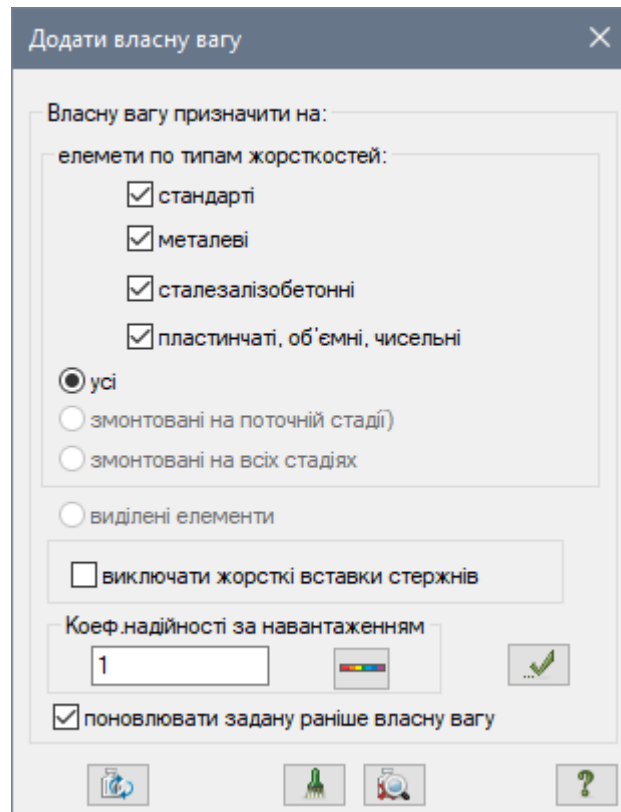 Додати власну вагу
Власну вагу призначити на:
елемети по типам жорсткостей:
стандарті
металеві
сталезалізобетонні
пластинчаті, об'ємні, чисельні
усі
змонтовані на поточній стадії)
змонтовані на всіх стадіях
виділені елементи
виключати жорсткі вставки стержнів
Коеф.надійності за навантаженням
1
поновлювати задану раніше власну вагу
?